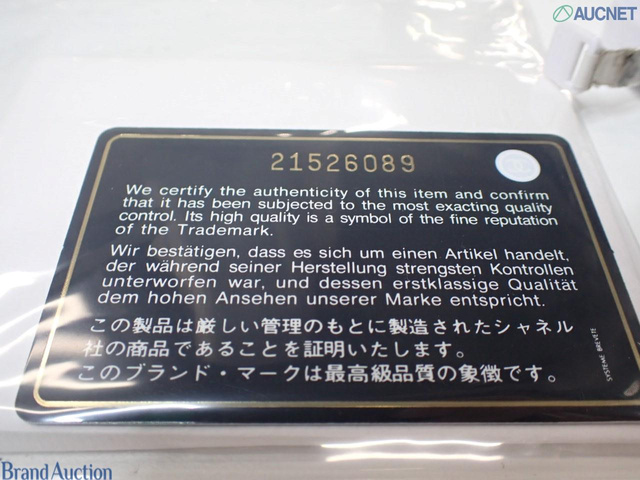 AUCNET
21526089
We certify the authenticity of this item and confirm
that it has been subjected to the most exacting quality
control. Its high quality is a symbol of the fine reputation
of the Trademark.
Wir bestätigen, dass es sich um einen Artikel handelt,
der während seiner Herstellung strengsten Kontrollen
unterworfen war, und dessen erstklassige Qualität
dem hohen Ansehen unserer Marke entspricht.
この製品は厳しい管理のもとに製造されたシャネル
社の商品であることを証明いたします。
このブランド・マークは最高級品質の象徴です。
SYSTEME BREVETE
Brand Auction